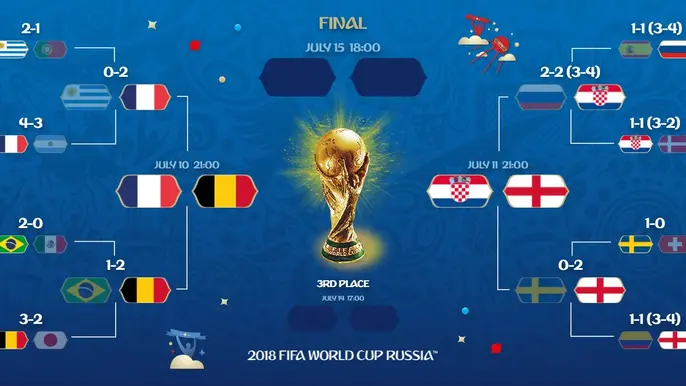 FINAL
JULY 15 18:00
2-1
0-2
4-3
JULY 10 21:00
2-0
1-2
3-2
1-1 (3-4)
2-2 (3-4)
1-1 (3-2)
JULY 11 21:00
1-0
0-2
1-1 (3-4)
3RD PLACE
JULY 14 17:00
2018 FIFA WORLD CUP RUSSIA™